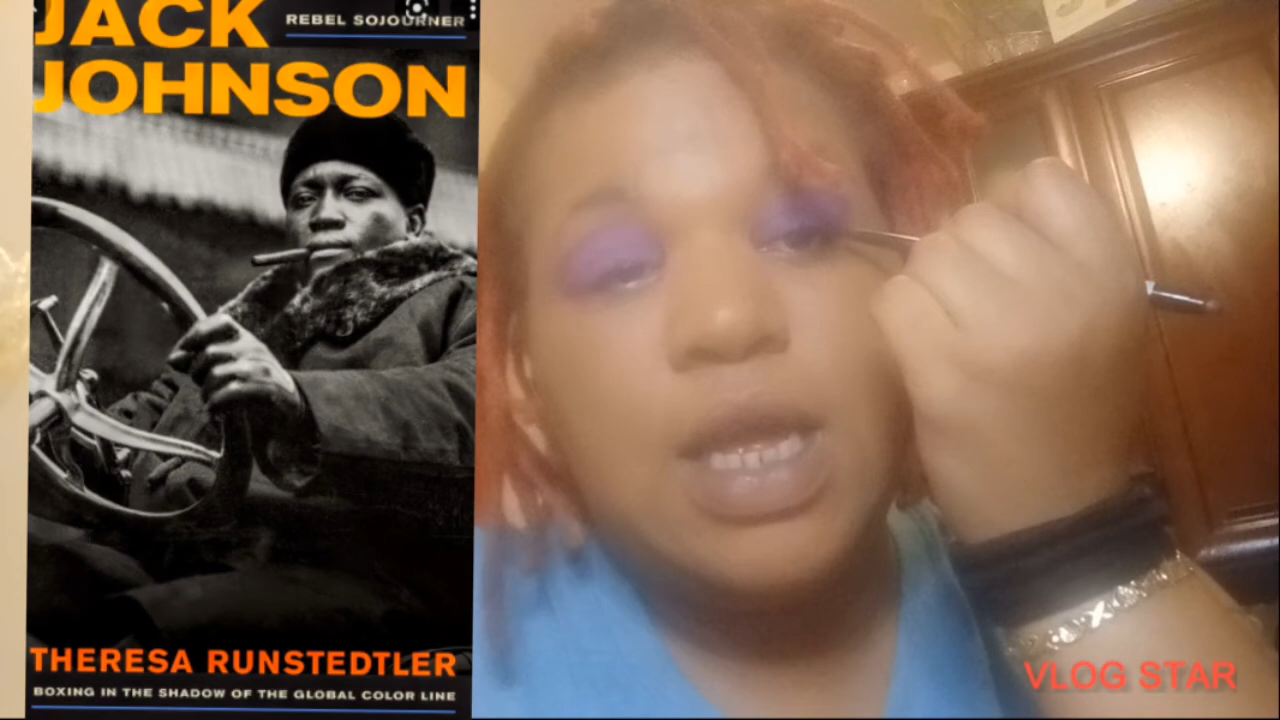 JACK
REBEL SOJOURNER
JOHNSON
THERESA RUNSTEDTLER
BOXING IN THE SHADOW OF THE GLOBAL COLOR LINE
VLOG STAR